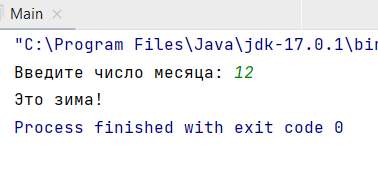 Main
"C:\Program Files\Java\jdk-17.0.1\bin
Введите число месяца: 12
Это зима!
Process finished with exit code 0